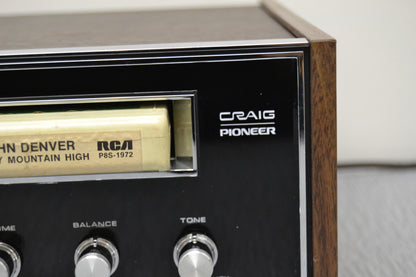 CRAIG
PIONEER
HN DENVER
Y MOUNTAIN HIGH
RCA
P8S-1972
ME
BALANCE
TONE